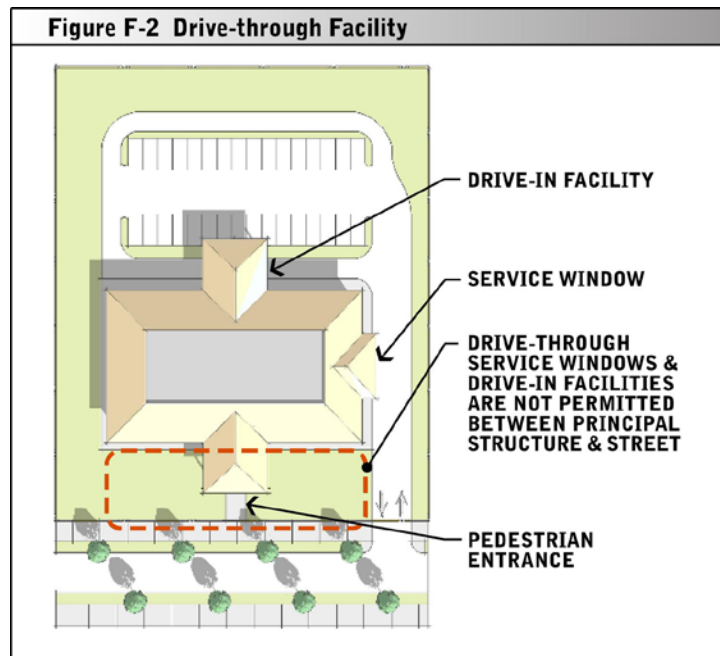 Figure F-2 Drive-through Facility
DRIVE-IN FACILITY
SERVICE WINDOW
DRIVE-THROUGH
SERVICE WINDOWS &
DRIVE-IN FACILITIES
ARE NOT PERMITTED
BETWEEN PRINCIPAL
STRUCTURE & STREET
PEDESTRIAN
ENTRANCE